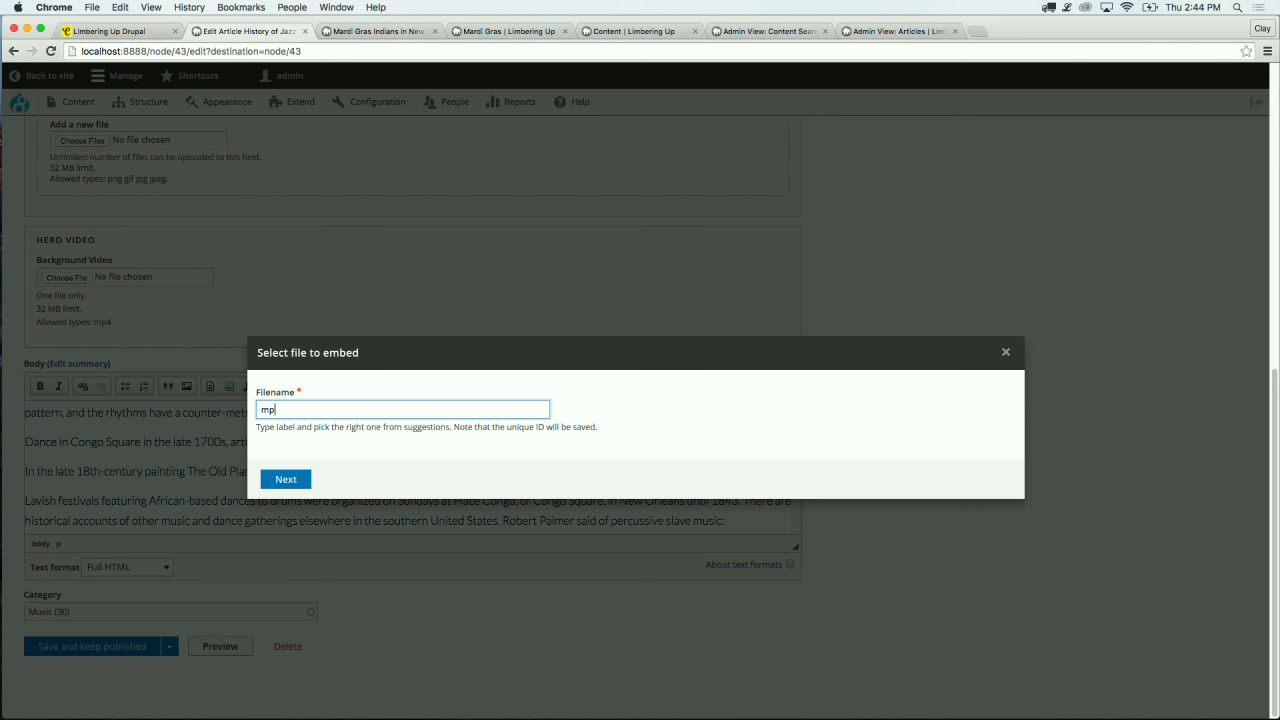 Chrome File Edit View History Bookmarks People Window Help Thu 2:44 PM
Limbering Up Drupal Edit Article History of Jazz Mardi Gras Indians in New Mardi Gras | Limbering Up Content | Limbering Up Admin View: Content Sear Admin View: Articles | Lim Clay
localhost:8888/node/43/edit?destination=node/43
Back to site Manage Shortcuts admin
Content Structure Appearance Extend Configuration People Reports Help
Add a new file
Choose Files No file chosen
Unlimited number of files can be uploaded to this field.
32 MB limit.
Allowed types: png gif jpg jpeg.
HERO VIDEO
Background Video
Choose File No file chosen
One file only.
32 MB limit.
Allowed types: mp4.
Select file to embed
Filename *
mp
Type label and pick the right one from suggestions. Note that the unique ID will be saved.
Next
Body (Edit summary)
B I
pattern, and the rhythms have a counter-met
Dance in Congo Square in the late 1700s, arti
In the late 18th-century painting The Old Plan
Lavish festivals featuring African-based dances to drums were organized on Sundays at Place Congo, or Congo Square, in New Orleans until 1843. There are
historical accounts of other music and dance gatherings elsewhere in the southern United States. Robert Palmer said of percussive slave music:
body p
Text format Full HTML About text formats
Category
Music (30)
Save and keep published Preview Delete